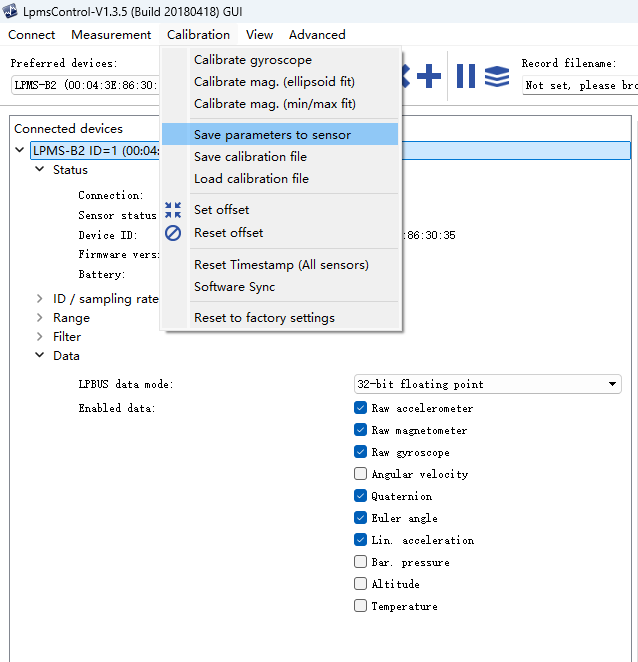 LpmsControl-V1.3.5 (Build 20180418) GUI
Connect Measurement Calibration View Advanced
Preferred devices:
LPMS-B2 (00:04:3E:86:30:
Record filename:
Not set, please bro
Calibrate gyroscope
Calibrate mag. (ellipsoid fit)
Calibrate mag. (min/max fit)
Save parameters to sensor
Save calibration file
Load calibration file
Set offset
Reset offset
Reset Timestamp (All sensors)
Software Sync
Reset to factory settings
Connected devices
LPMS-B2 ID=1 (00:04:
Status
Connection:
Sensor status
Device ID: :86:30:35
Firmware vers
Battery:
ID / sampling rate
Range
Filter
Data
LPBUS data mode: 32-bit floating point
Enabled data: Raw accelerometer
Raw magnetometer
Raw gyroscope
Angular velocity
Quaternion
Euler angle
Lin. acceleration
Bar. pressure
Altitude
Temperature